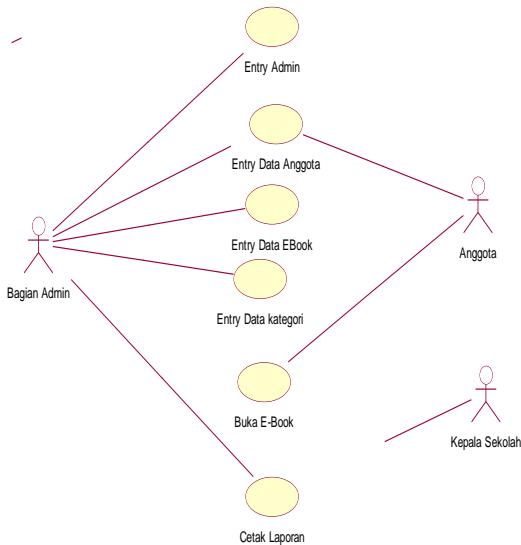 Entry Admin
Entry Data Anggota
Entry Data EBook
Anggota
Bagian Admin
Entry Data kategori
Buka E-Book
Kepala Sekolah
Cetak Laporan